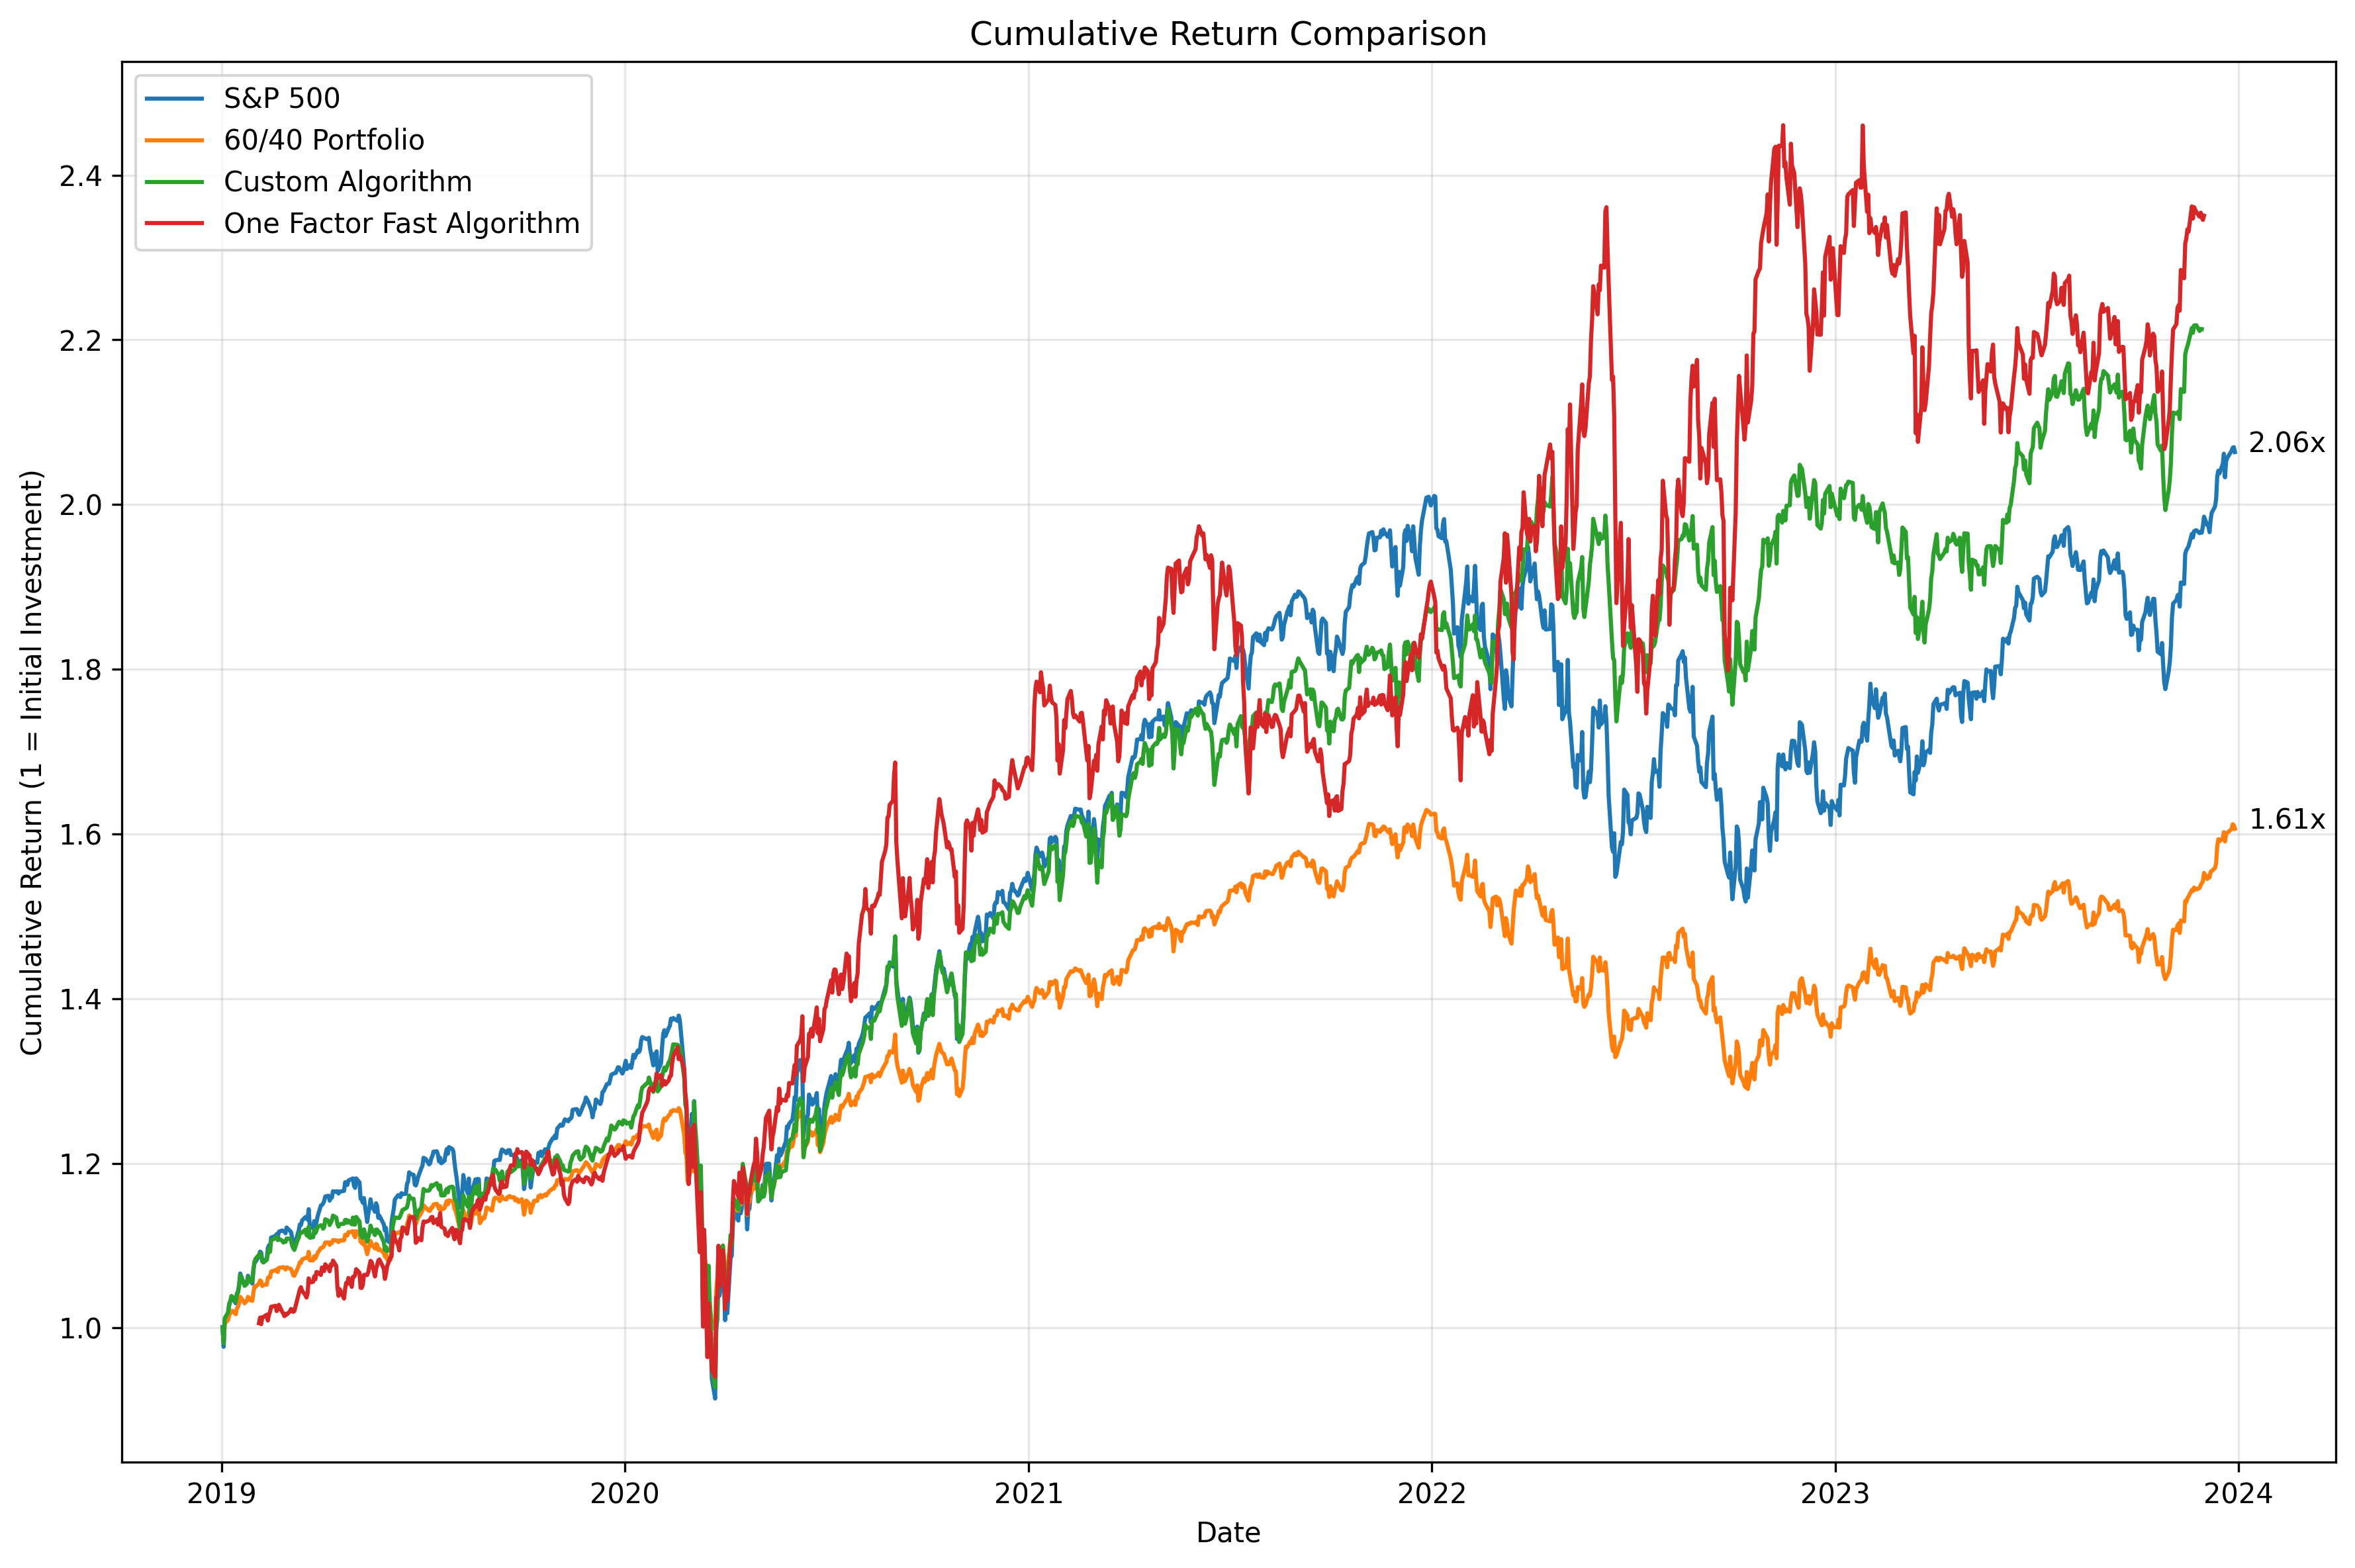 Cumulative Return Comparison
S&P 500
60/40 Portfolio
Custom Algorithm
One Factor Fast Algorithm
Cumulative Return (1 = Initial Investment)
2.4
2.2
2.0
1.8
1.6
1.4
1.2
1.0
2.06x
1.61x
2019
2020
2021
2022
2023
2024
Date